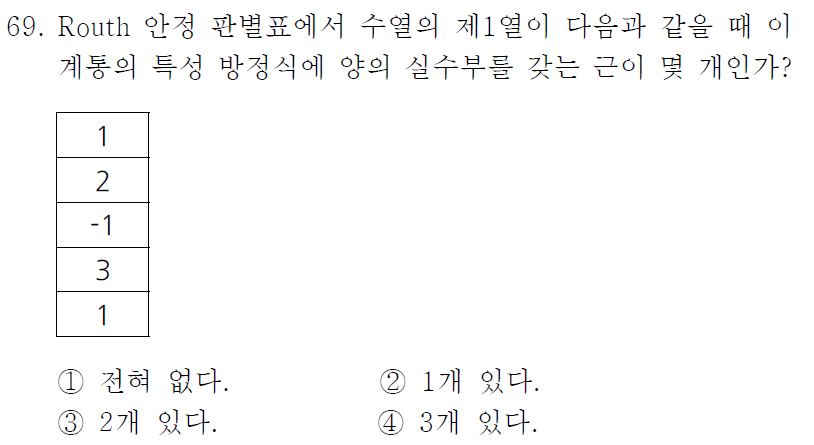 69. Routh 안정 판별표에서 수열의 제1열이 다음과 같을 때 이
계통의 특성 방정식에 양의 실수부를 갖는 근이 몇 개인가?
1
2
-1
3
1
① 전혀 없다. ② 1개 있다.
③ 2개 있다. ④ 3개 있다.